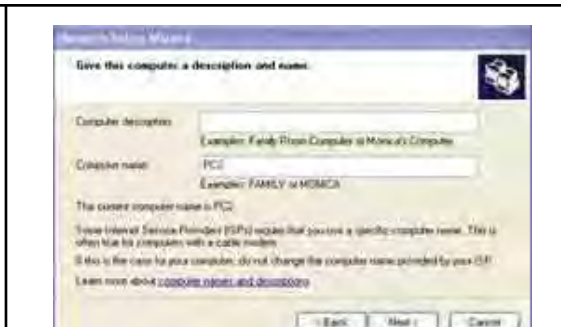 Network Setup Wizard
Give this computer a description and name.
Computer description:
Examples: Family Room Computer or Monica's Computer
Computer name: PC2
Examples: FAMILY or MONICA
The current computer name is PC2.
Some Internet Service Providers (ISPs) require that you use a specific computer name. This is
often true for computers with a cable modem.
If this is the case for your computer, do not change the computer name provided by your ISP.
Learn more about computer names and descriptions.
< Back
Next >
Cancel